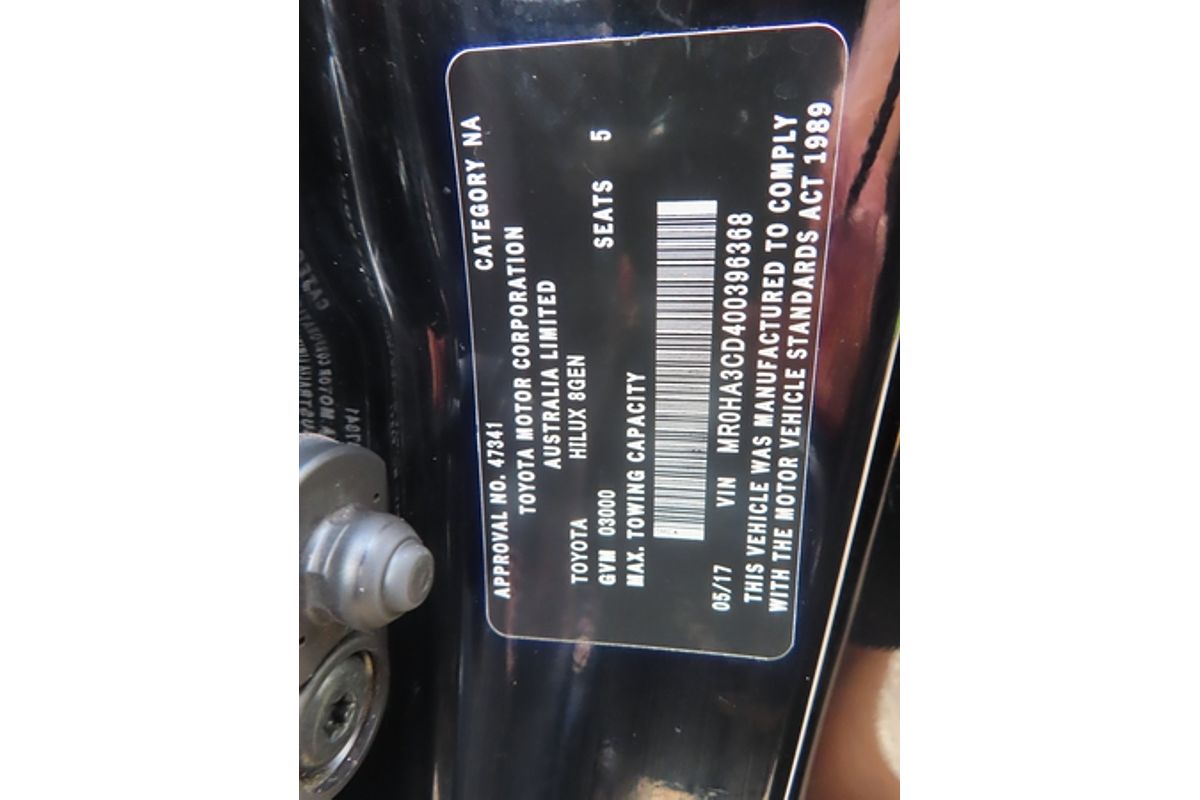 APPROVAL NO. 47341 CATEGORY NA
TOYOTA MOTOR CORPORATION
AUSTRALIA LIMITED
TOYOTA HILUX 8GEN
GVM 03000 SEATS 5
MAX. TOWING CAPACITY
05/17 VIN MR0HA3CD400396368
THIS VEHICLE WAS MANUFACTURED TO COMPLY
WITH THE MOTOR VEHICLE STANDARDS ACT 1989